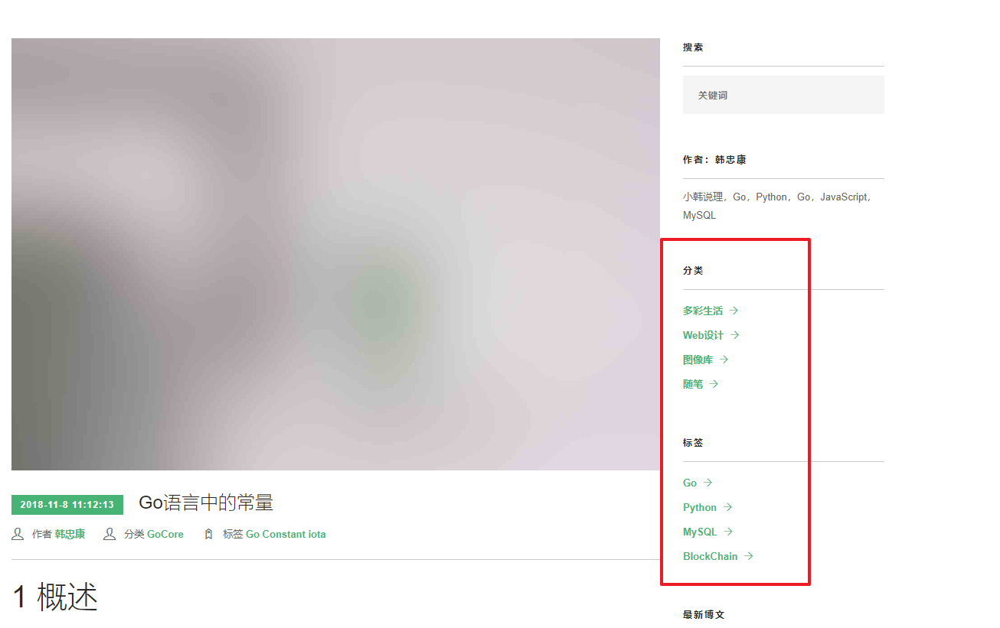 2018-11-8 11:12:13 Go语言中的常量
作者 韩忠康 分类 GoCore 标签 Go Constant iota
1 概述
搜索
关键词
作者：韩忠康
小韩说理，Go，Python，Go，JavaScript，
MySQL
分类
多彩生活
Web设计
图像库
随笔
标签
Go
Python
MySQL
BlockChain
最新博文